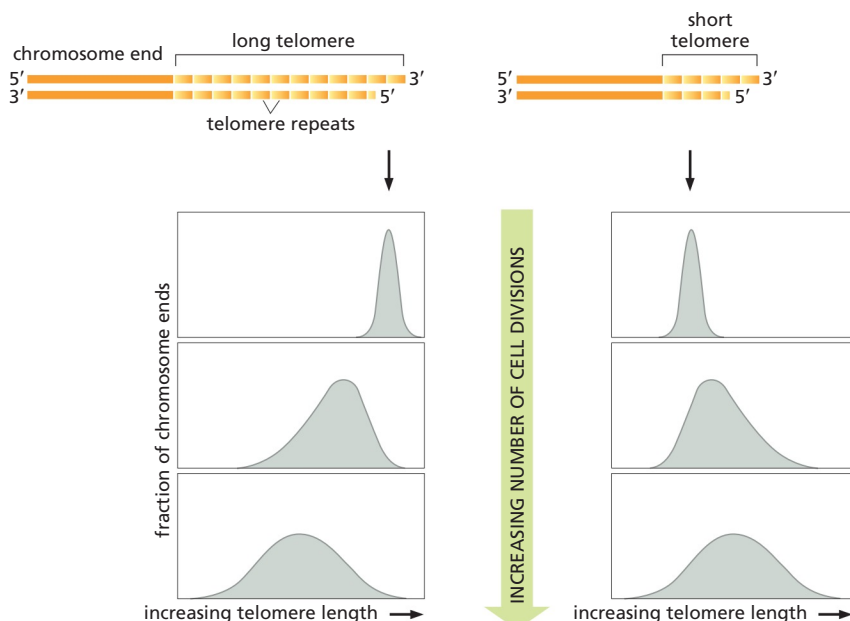 chromosome end
long telomere
5′
3′
3′
5′
telomere repeats
short
telomere
5′
3′
3′
5′
fraction of chromosome ends
INCREASING NUMBER OF CELL DIVISIONS
increasing telomere length
increasing telomere length